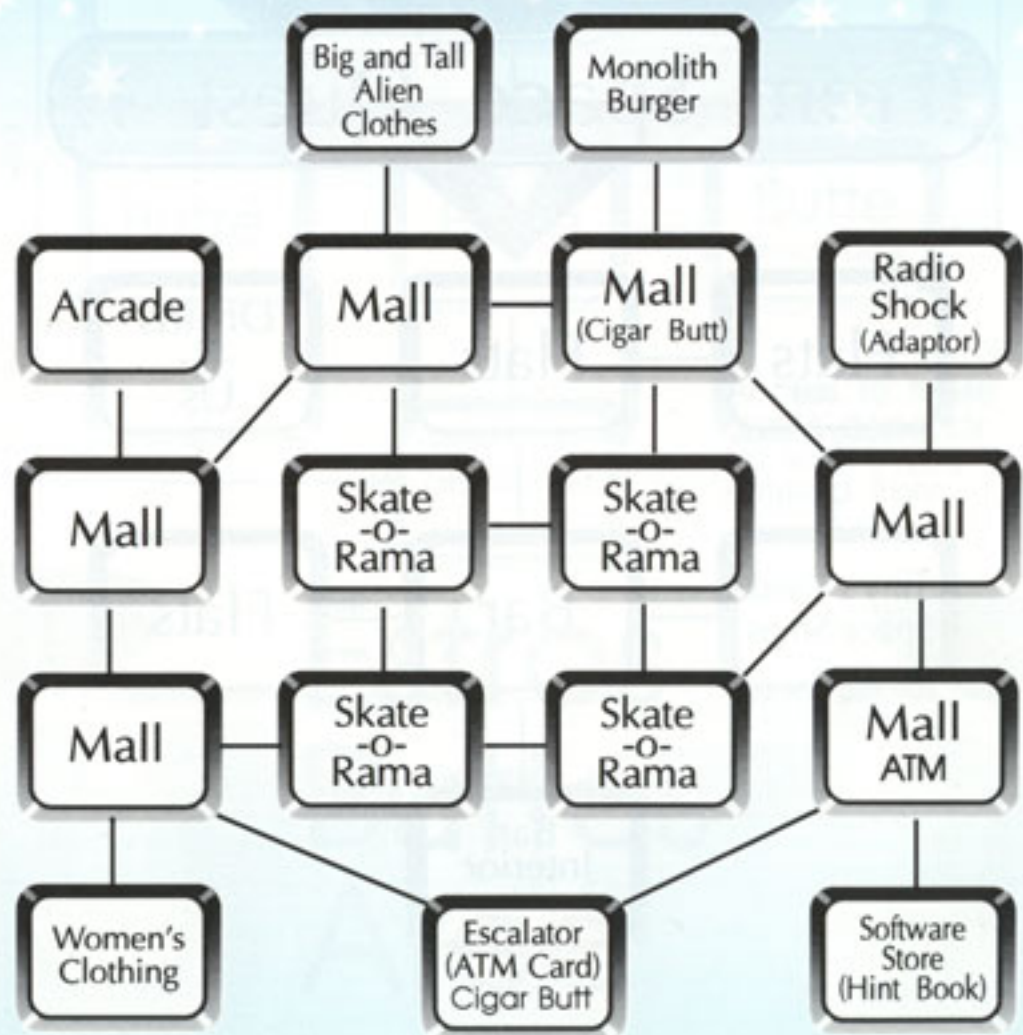 Big and Tall
Alien
Clothes
Monolith
Burger
Arcade
Mall
Mall
(Cigar Butt)
Radio
Shock
(Adaptor)
Mall
Skate
-o-
Rama
Skate
-o-
Rama
Mall
Mall
Skate
-o-
Rama
Skate
-o-
Rama
Mall
ATM
Women's
Clothing
Escalator
(ATM Card)
Cigar Butt
Software
Store
(Hint Book)